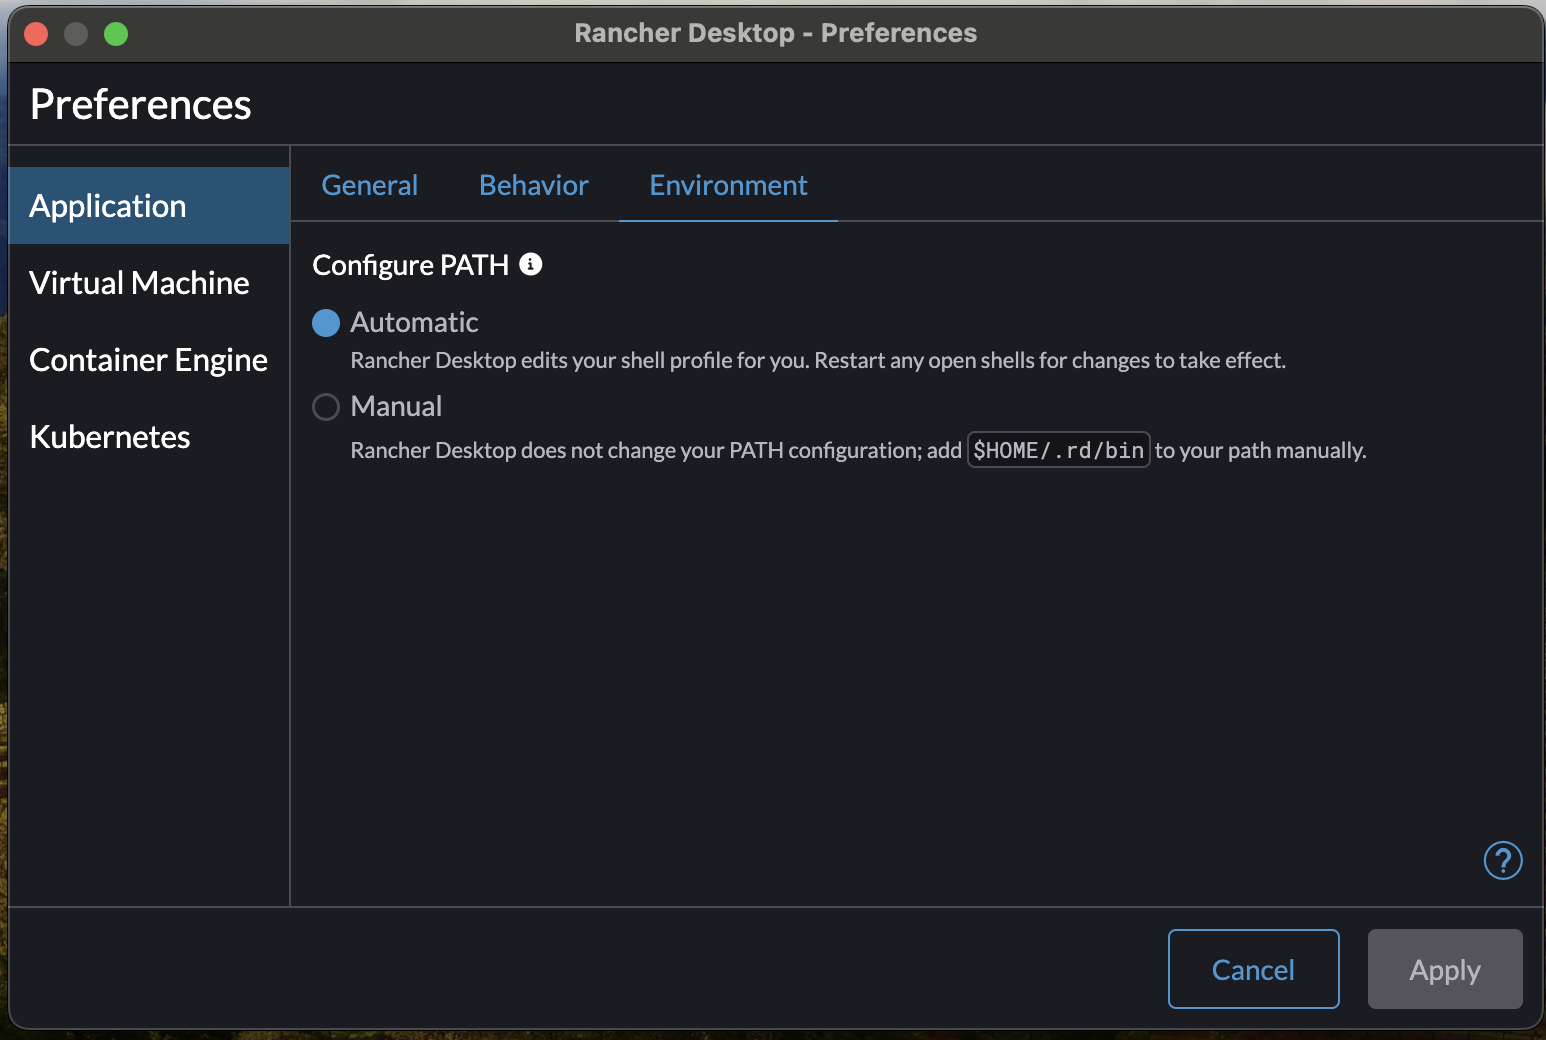 Rancher Desktop - Preferences
Preferences
Application
Virtual Machine
Container Engine
Kubernetes
General Behavior Environment
Configure PATH
Automatic
Rancher Desktop edits your shell profile for you. Restart any open shells for changes to take effect.
Manual
Rancher Desktop does not change your PATH configuration; add $HOME/.rd/bin to your path manually.
?
Cancel Apply